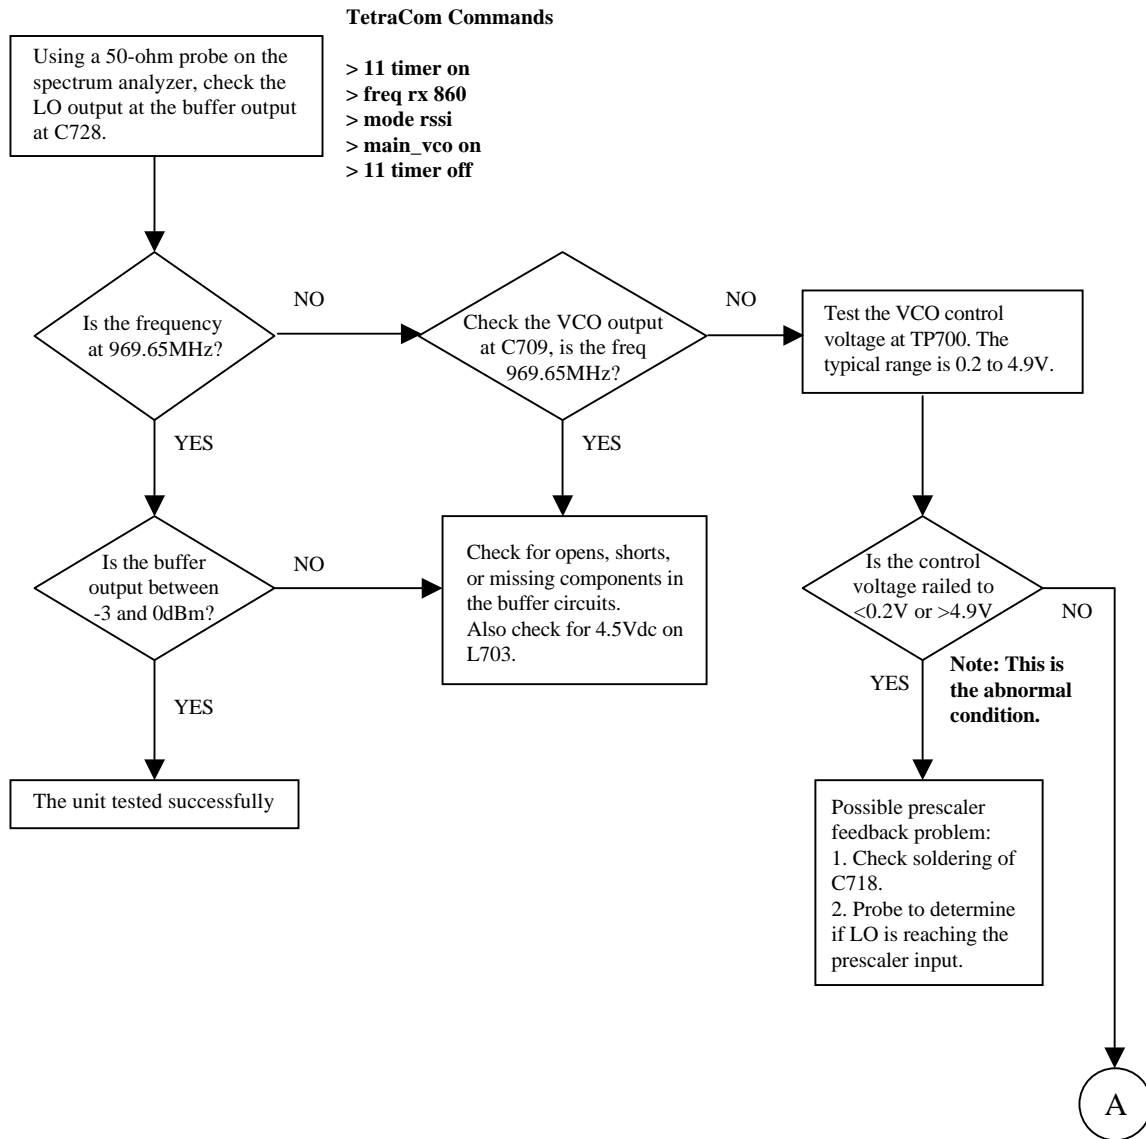 TetraCom Commands
> 11 timer on
> freq rx 860
> mode rssi
> main_vco on
> 11 timer off
Using a 50-ohm probe on the
spectrum analyzer, check the
LO output at the buffer output
at C728.
Is the frequency
at 969.65MHz?
NO
YES
Check the VCO output
at C709, is the freq
969.65MHz?
NO
YES
Test the VCO control
voltage at TP700. The
typical range is 0.2 to 4.9V.
Is the buffer
output between
-3 and 0dBm?
NO
YES
Check for opens, shorts,
or missing components in
the buffer circuits.
Also check for 4.5Vdc on
L703.
Is the control
voltage railed to
<0.2V or >4.9V
NO
YES
Note: This is
the abnormal
condition.
The unit tested successfully
Possible prescaler
feedback problem:
1. Check soldering of
C718.
2. Probe to determine
if LO is reaching the
prescaler input.
A